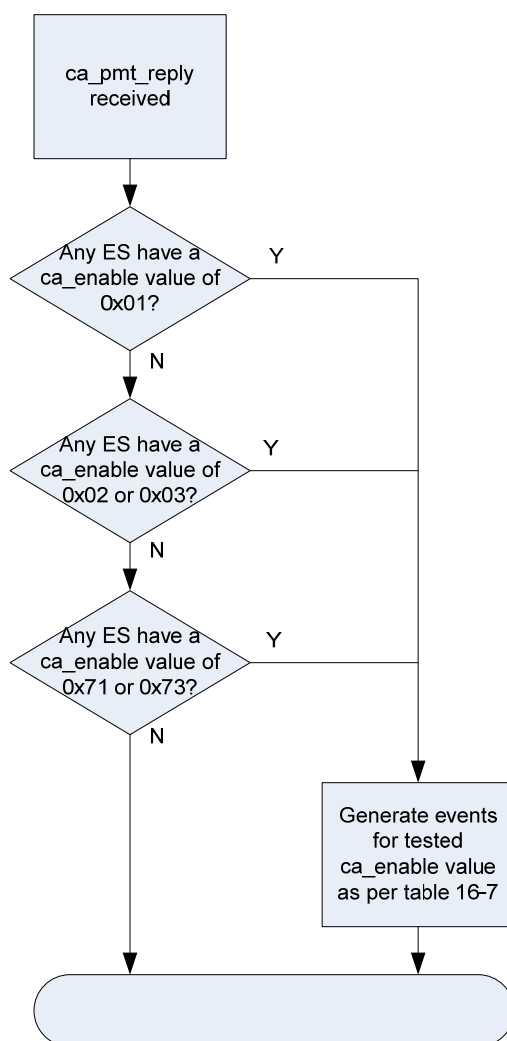 ca_pmt_reply
received
Any ES have a
ca_enable value of
0x01?
Y
N
Any ES have a
ca_enable value of
0x02 or 0x03?
Y
N
Any ES have a
ca_enable value of
0x71 or 0x73?
Y
N
Generate events
for tested
ca_enable value
as per table 16-7